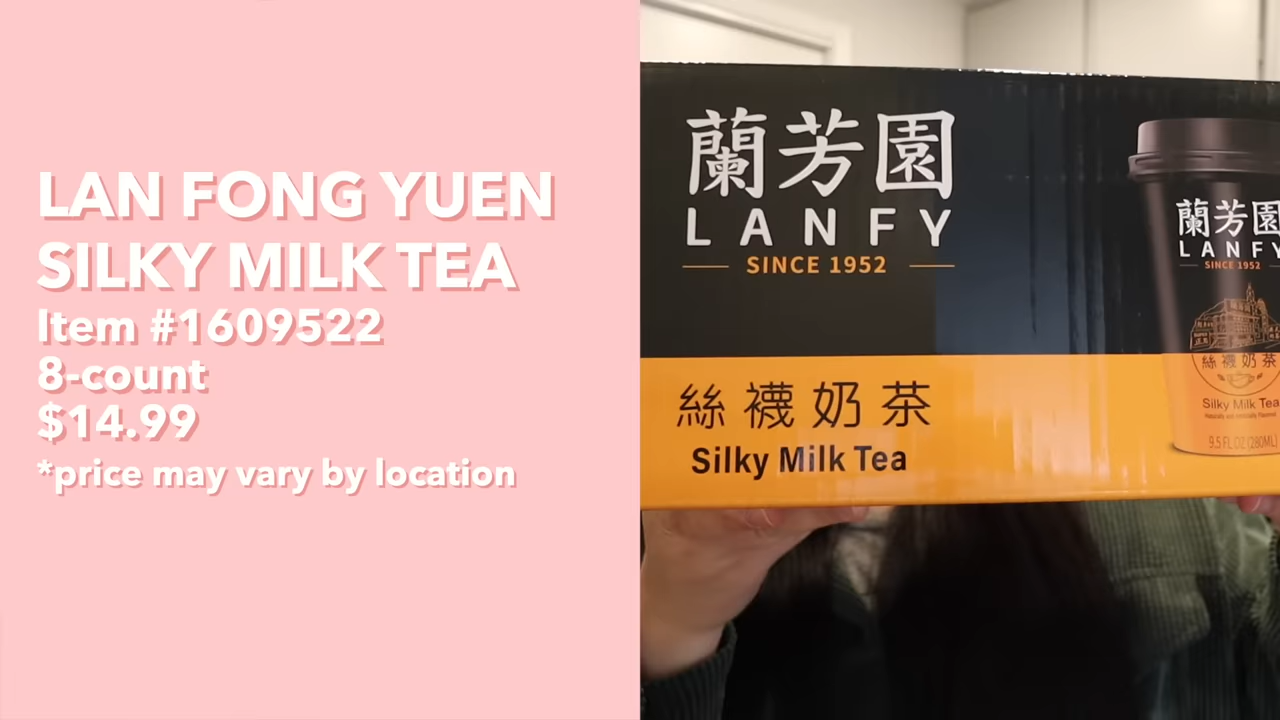 LAN FONG YUEN
SILKY MILK TEA
Item #1609522
8-count
$14.99
*price may vary by location
蘭芳園
LANFY
SINCE 1952
絲襪奶茶
Silky Milk Tea
蘭芳園
LANFY
SINCE 1952
絲襪奶茶
Silky Milk Tea
9.5 FL OZ (280ML)